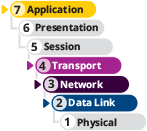 7 Application
6 Presentation
5 Session
4 Transport
3 Network
2 Data Link
1 Physical